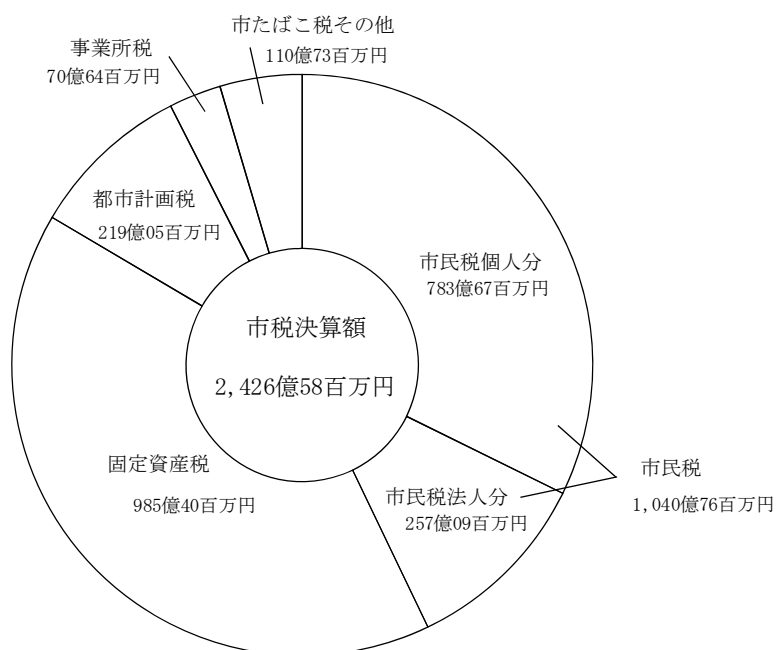 市たばこ税その他
110億73百万円
事業所税
70億64百万円
都市計画税
219億05百万円
市民税個人分
783億67百万円
市税決算額
2,426億58百万円
固定資産税
985億40百万円
市民税法人分
257億09百万円
市民税
1,040億76百万円